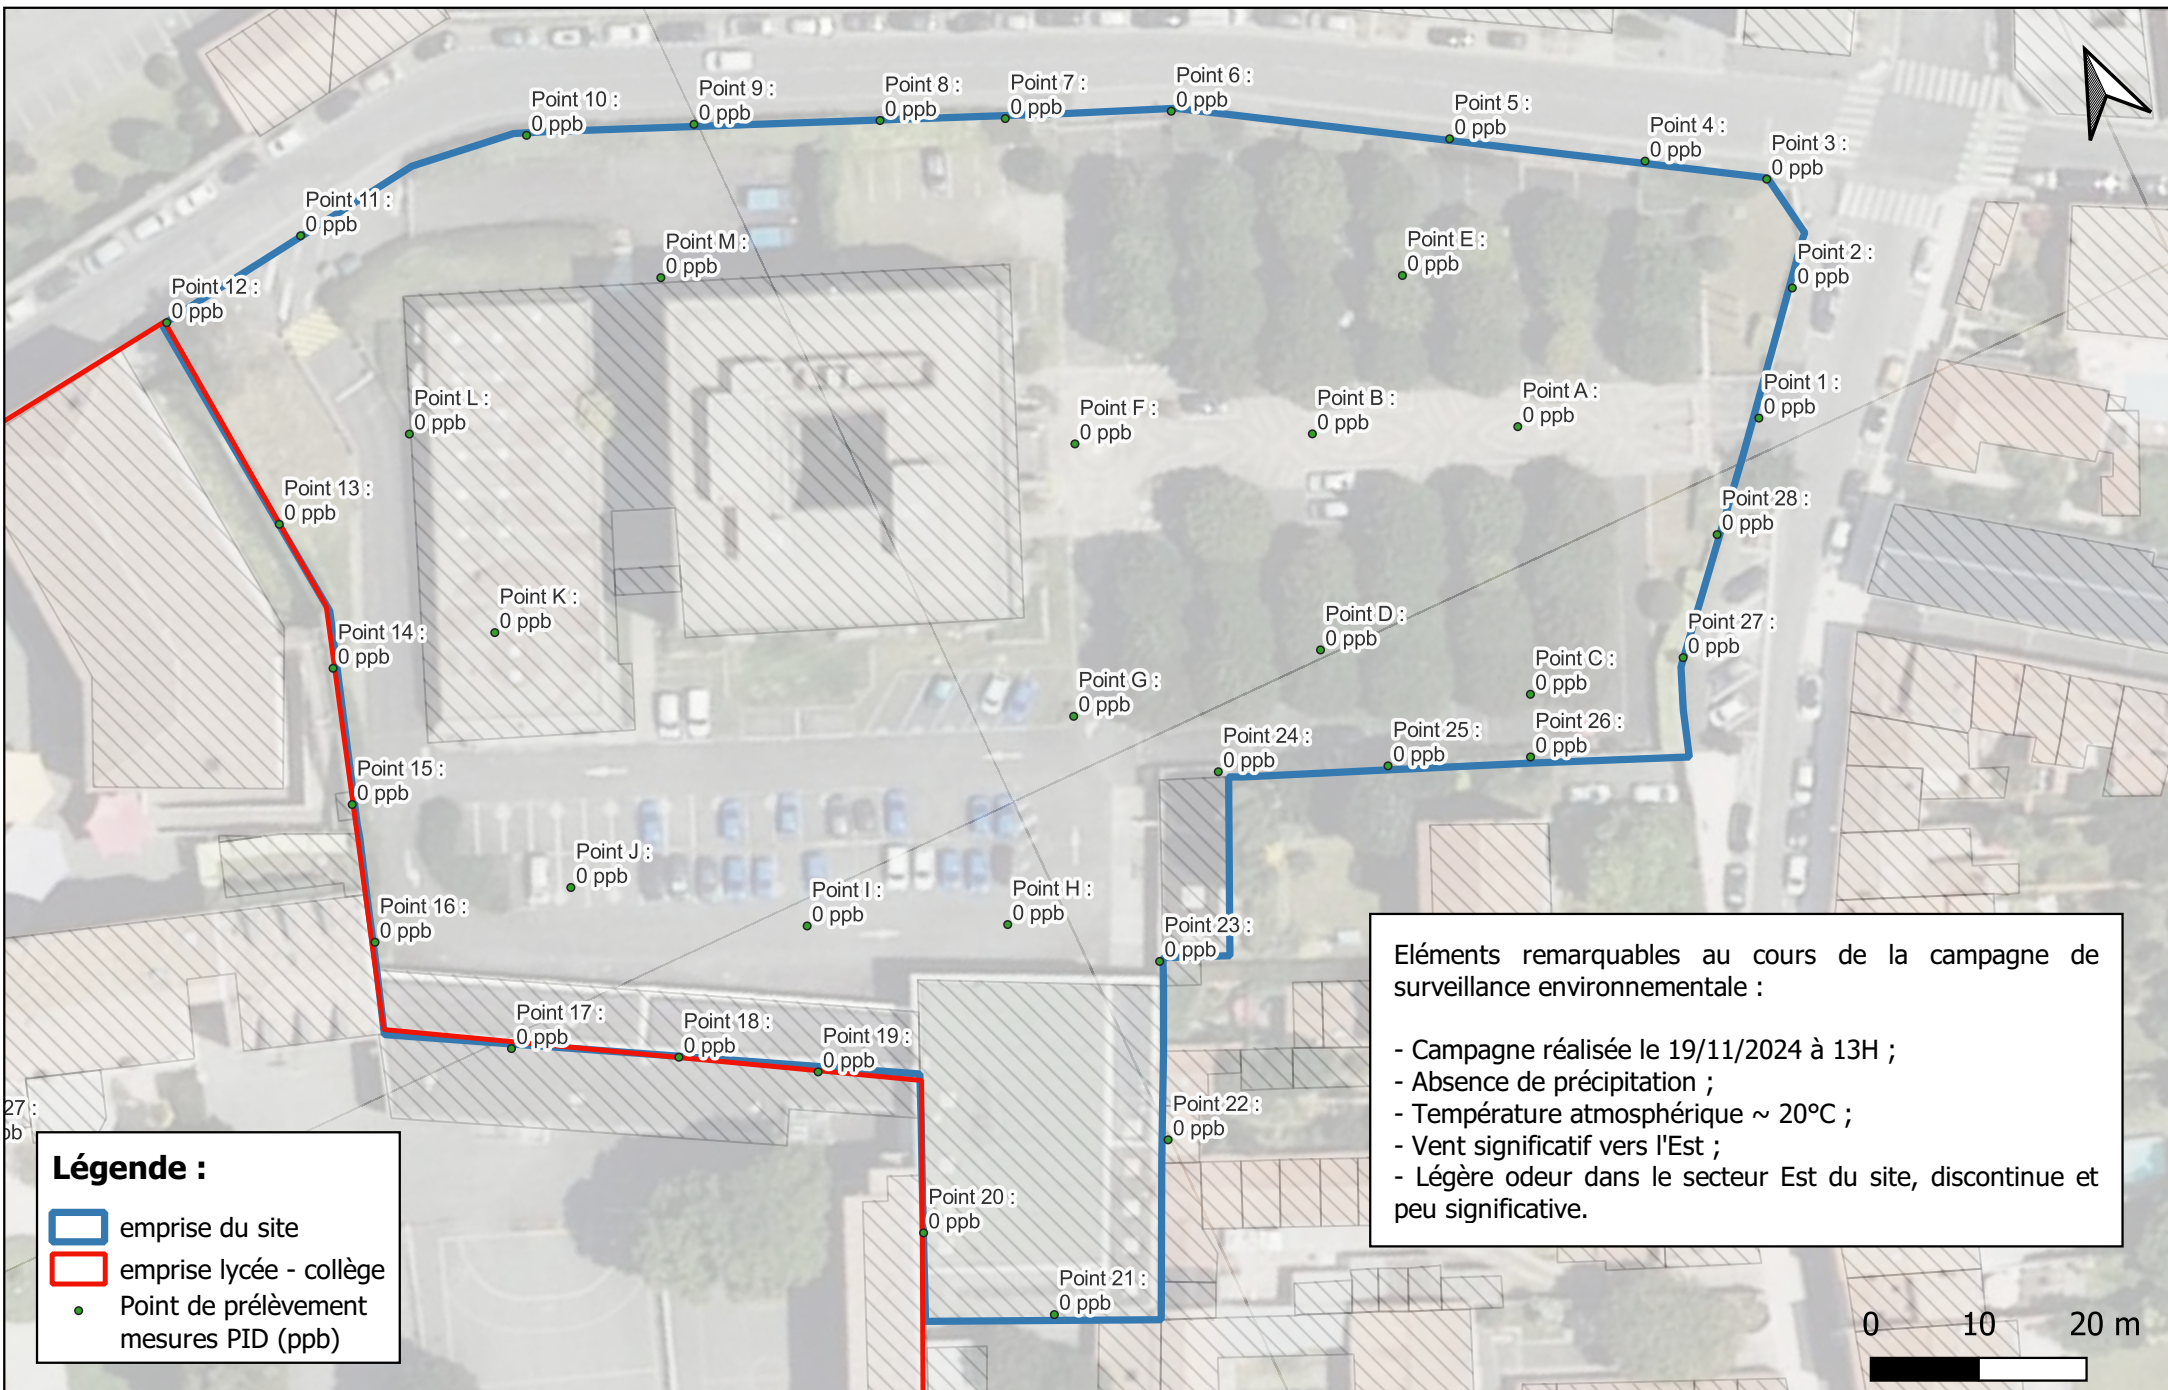 Point 6 :
0 ppb
Point 7 :
0 ppb
Point 8 :
0 ppb
Point 9 :
0 ppb
Point 10 :
0 ppb
Point 5 :
0 ppb
Point 4 :
0 ppb
Point 3 :
0 ppb
Point 11 :
0 ppb
Point M :
0 ppb
Point E :
0 ppb
Point 2 :
0 ppb
Point 12 :
0 ppb
Point L :
0 ppb
Point F :
0 ppb
Point B :
0 ppb
Point A :
0 ppb
Point 1 :
0 ppb
Point 13 :
0 ppb
Point 28 :
0 ppb
Point K :
0 ppb
Point 14 :
0 ppb
Point D :
0 ppb
Point 27 :
0 ppb
Point C :
0 ppb
Point G :
0 ppb
Point 26 :
0 ppb
Point 25 :
0 ppb
Point 24 :
0 ppb
Point 15 :
0 ppb
Point J :
0 ppb
Point I :
0 ppb
Point H :
0 ppb
Point 16 :
0 ppb
Point 23 :
0 ppb
Point 17 :
0 ppb
Point 18 :
0 ppb
Point 19 :
0 ppb
Point 22 :
0 ppb
Point 20 :
0 ppb
Point 21 :
0 ppb
27 :
pb
Eléments remarquables au cours de la campagne de
surveillance environnementale :
- Campagne réalisée le 19/11/2024 à 13H ;
- Absence de précipitation ;
- Température atmosphérique ~ 20°C ;
- Vent significatif vers l'Est ;
- Légère odeur dans le secteur Est du site, discontinue et
peu significative.
Légende :
emprise du site
emprise lycée - collège
Point de prélèvement
mesures PID (ppb)
0 10 20 m